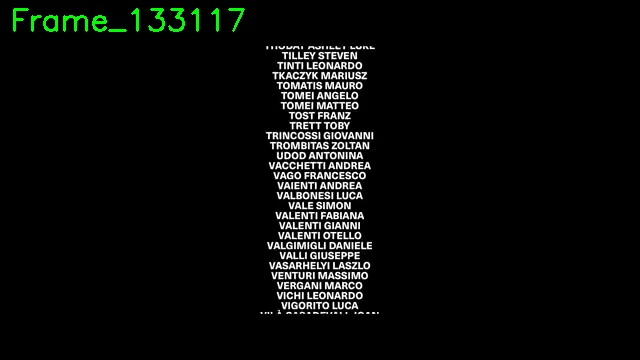 Frame_133117
TILLEY STEVEN
TINTI LEONARDO
TKACZYK MARIUSZ
TOMATIS MAURO
TOMEI ANGELO
TOMEI MATTEO
TOST FRANZ
TRETT TOBY
TRINCOSSI GIOVANNI
TROMBITAS ZOLTAN
UDOD ANTONINA
VACCHETTI ANDREA
VAGO FRANCESCO
VAIENTI ANDREA
VALBONESI LUCA
VALE SIMON
VALENTI FABIANA
VALENTI GIANNI
VALENTI OTELLO
VALGIMIGLI DANIELE
VALLI GIUSEPPE
VASARHELYI LASZLO
VENTURI MASSIMO
VERGANI MARCO
VICHI LEONARDO
VIGORITO LUCA